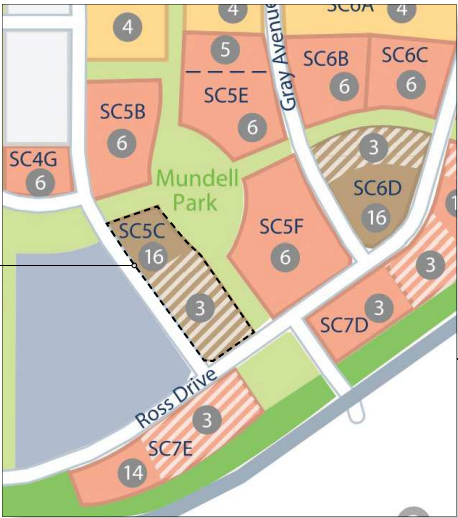 4
4
SC6A 4
5
Gray Avenue
SC6B
6
SC6C
6
SC5B
6
SC5E
6
3
SC4G
6
Mundell
Park
SC6D
16
SC5C
16
SC5F
6
3
3
3
SC7D
Ross Drive
3
SC7E
14